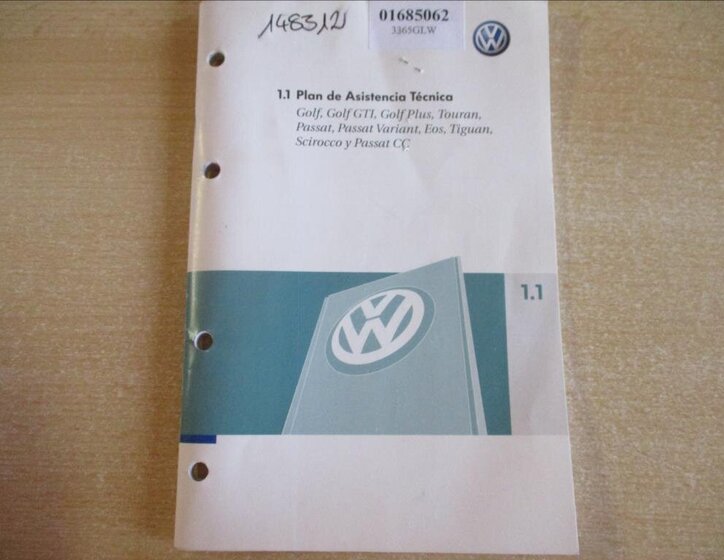 1483121
01685062
3365GLW
1.1 Plan de Asistencia Técnica
Golf, Golf GTI, Golf Plus, Touran,
Passat, Passat Variant, Eos, Tiguan,
Scirocco y Passat CC
1.1